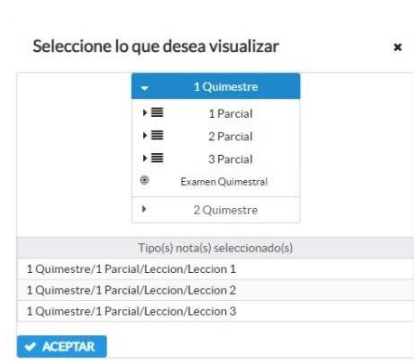 Seleccione lo que desea visualizar
1 Quimestre
1 Parcial
2 Parcial
3 Parcial
Examen Quimestral
2 Quimestre
Tipo(s) nota(s) seleccionado(s)
1 Quimestre/1 Parcial/Leccion/Leccion 1
1 Quimestre/1 Parcial/Leccion/Leccion 2
1 Quimestre/1 Parcial/Leccion/Leccion 3
ACEPTAR